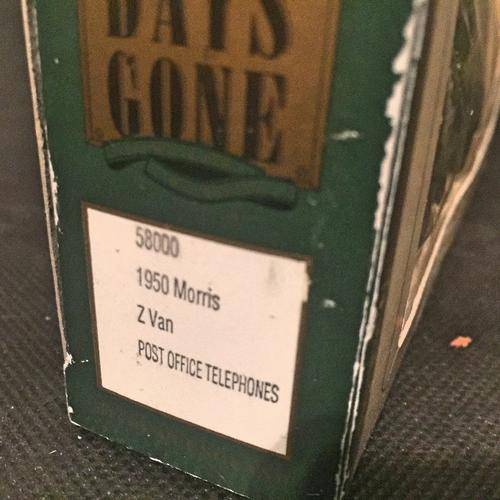 DAYS
GONE
58000
1950 Morris
Z Van
POST OFFICE TELEPHONES